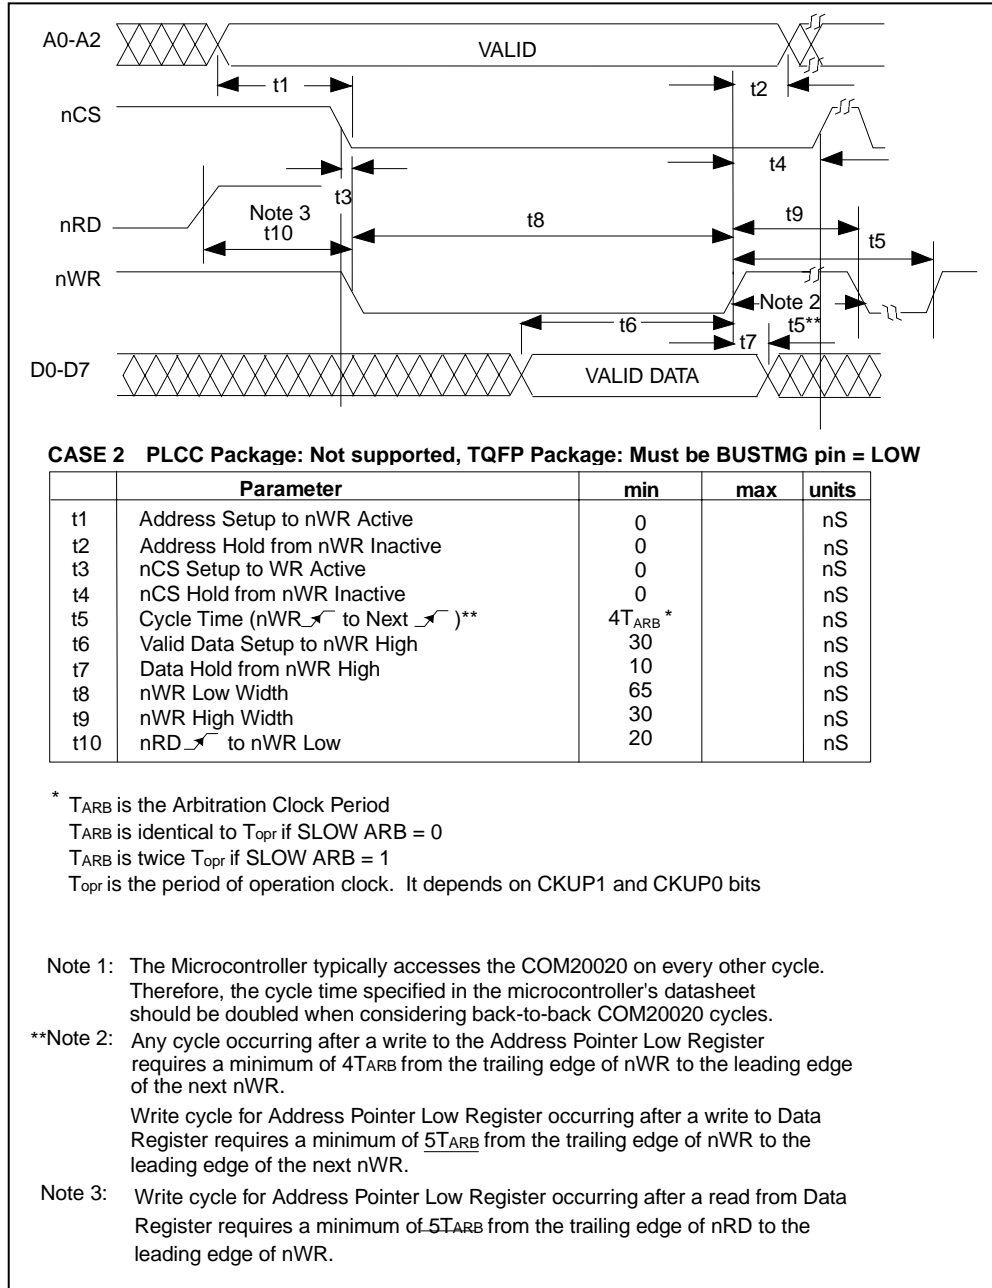 A0-A2
VALID
t1
t2
nCS
t4
t3
nRD
Note 3
t10
t8
t9
t5
nWR
Note 2
t6
t5**
t7
D0-D7
VALID DATA
CASE 2 PLCC Package: Not supported, TQFP Package: Must be BUSTMG pin = LOW
Parameter min max units
t1 Address Setup to nWR Active 0 nS
t2 Address Hold from nWR Inactive 0 nS
t3 nCS Setup to WR Active 0 nS
t4 nCS Hold from nWR Inactive 0 nS
t5 Cycle Time (nWR to Next )** 4TARB* nS
t6 Valid Data Setup to nWR High 30 nS
t7 Data Hold from nWR High 10 nS
t8 nWR Low Width 65 nS
t9 nWR High Width 30 nS
t10 nRD to nWR Low 20 nS
* TARB is the Arbitration Clock Period
TARB is identical to Topr if SLOW ARB = 0
TARB is twice Topr if SLOW ARB = 1
Topr is the period of operation clock. It depends on CKUP1 and CKUP0 bits
Note 1: The Microcontroller typically accesses the COM20020 on every other cycle.
Therefore, the cycle time specified in the microcontroller's datasheet
should be doubled when considering back-to-back COM20020 cycles.
**Note 2: Any cycle occurring after a write to the Address Pointer Low Register
requires a minimum of 4TARB from the trailing edge of nWR to the leading edge
of the next nWR.
Write cycle for Address Pointer Low Register occurring after a write to Data
Register requires a minimum of 5TARB from the trailing edge of nWR to the
leading edge of the next nWR.
Note 3: Write cycle for Address Pointer Low Register occurring after a read from Data
Register requires a minimum of 5TARB from the trailing edge of nRD to the
leading edge of nWR.